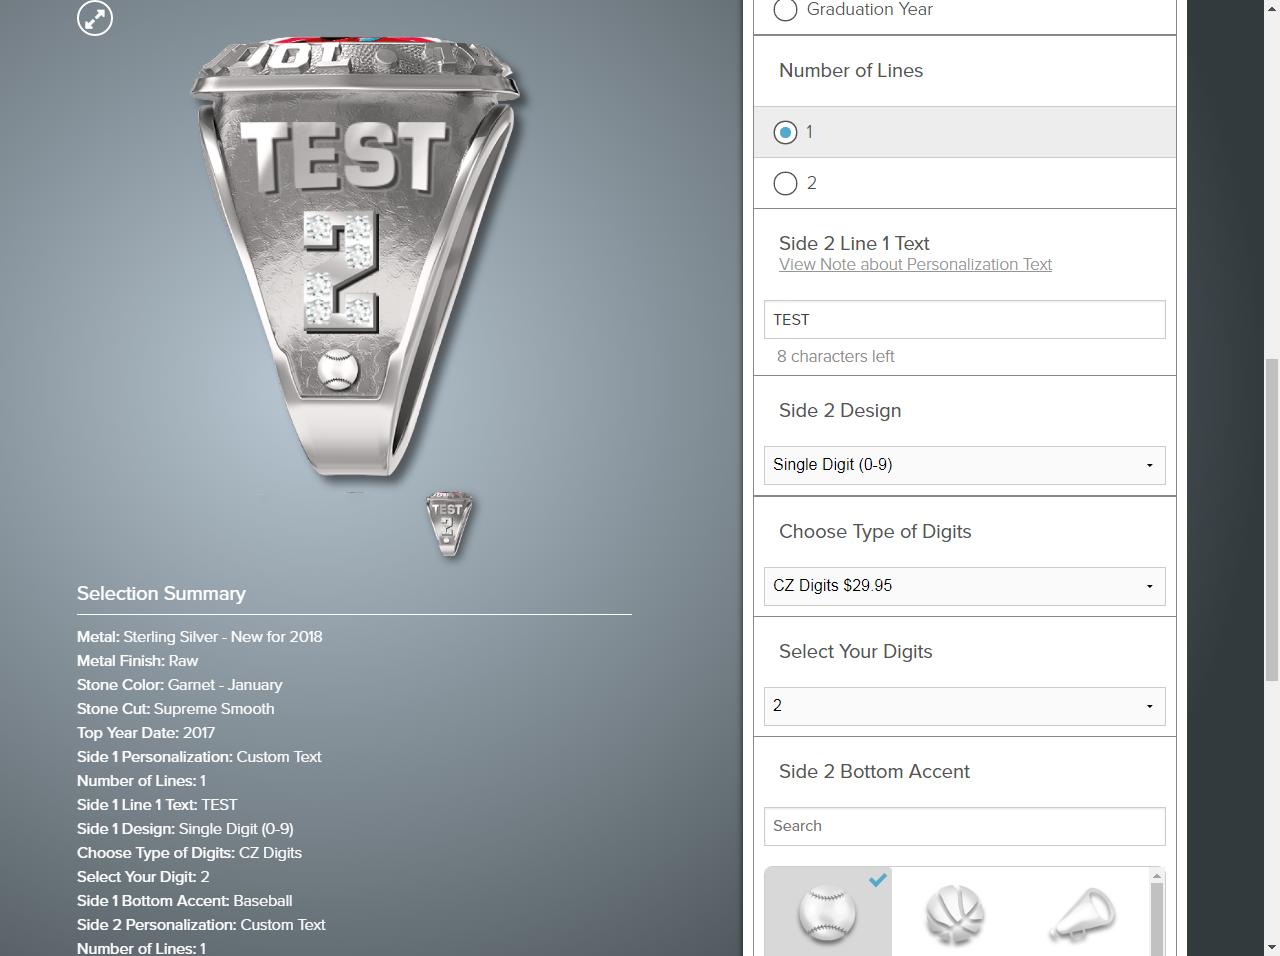 TEST
2
TEST
2
Selection Summary
Metal: Sterling Silver - New for 2018
Metal Finish: Raw
Stone Color: Garnet - January
Stone Cut: Supreme Smooth
Top Year Date: 2017
Side 1 Personalization: Custom Text
Number of Lines: 1
Side 1 Line 1 Text: TEST
Side 1 Design: Single Digit (0-9)
Choose Type of Digits: CZ Digits
Select Your Digit: 2
Side 1 Bottom Accent: Baseball
Side 2 Personalization: Custom Text
Number of Lines: 1
Graduation Year
Number of Lines
1
2
Side 2 Line 1 Text
View Note about Personalization Text
TEST
8 characters left
Side 2 Design
Single Digit (0-9)
Choose Type of Digits
CZ Digits $29.95
Select Your Digits
2
Side 2 Bottom Accent
Search